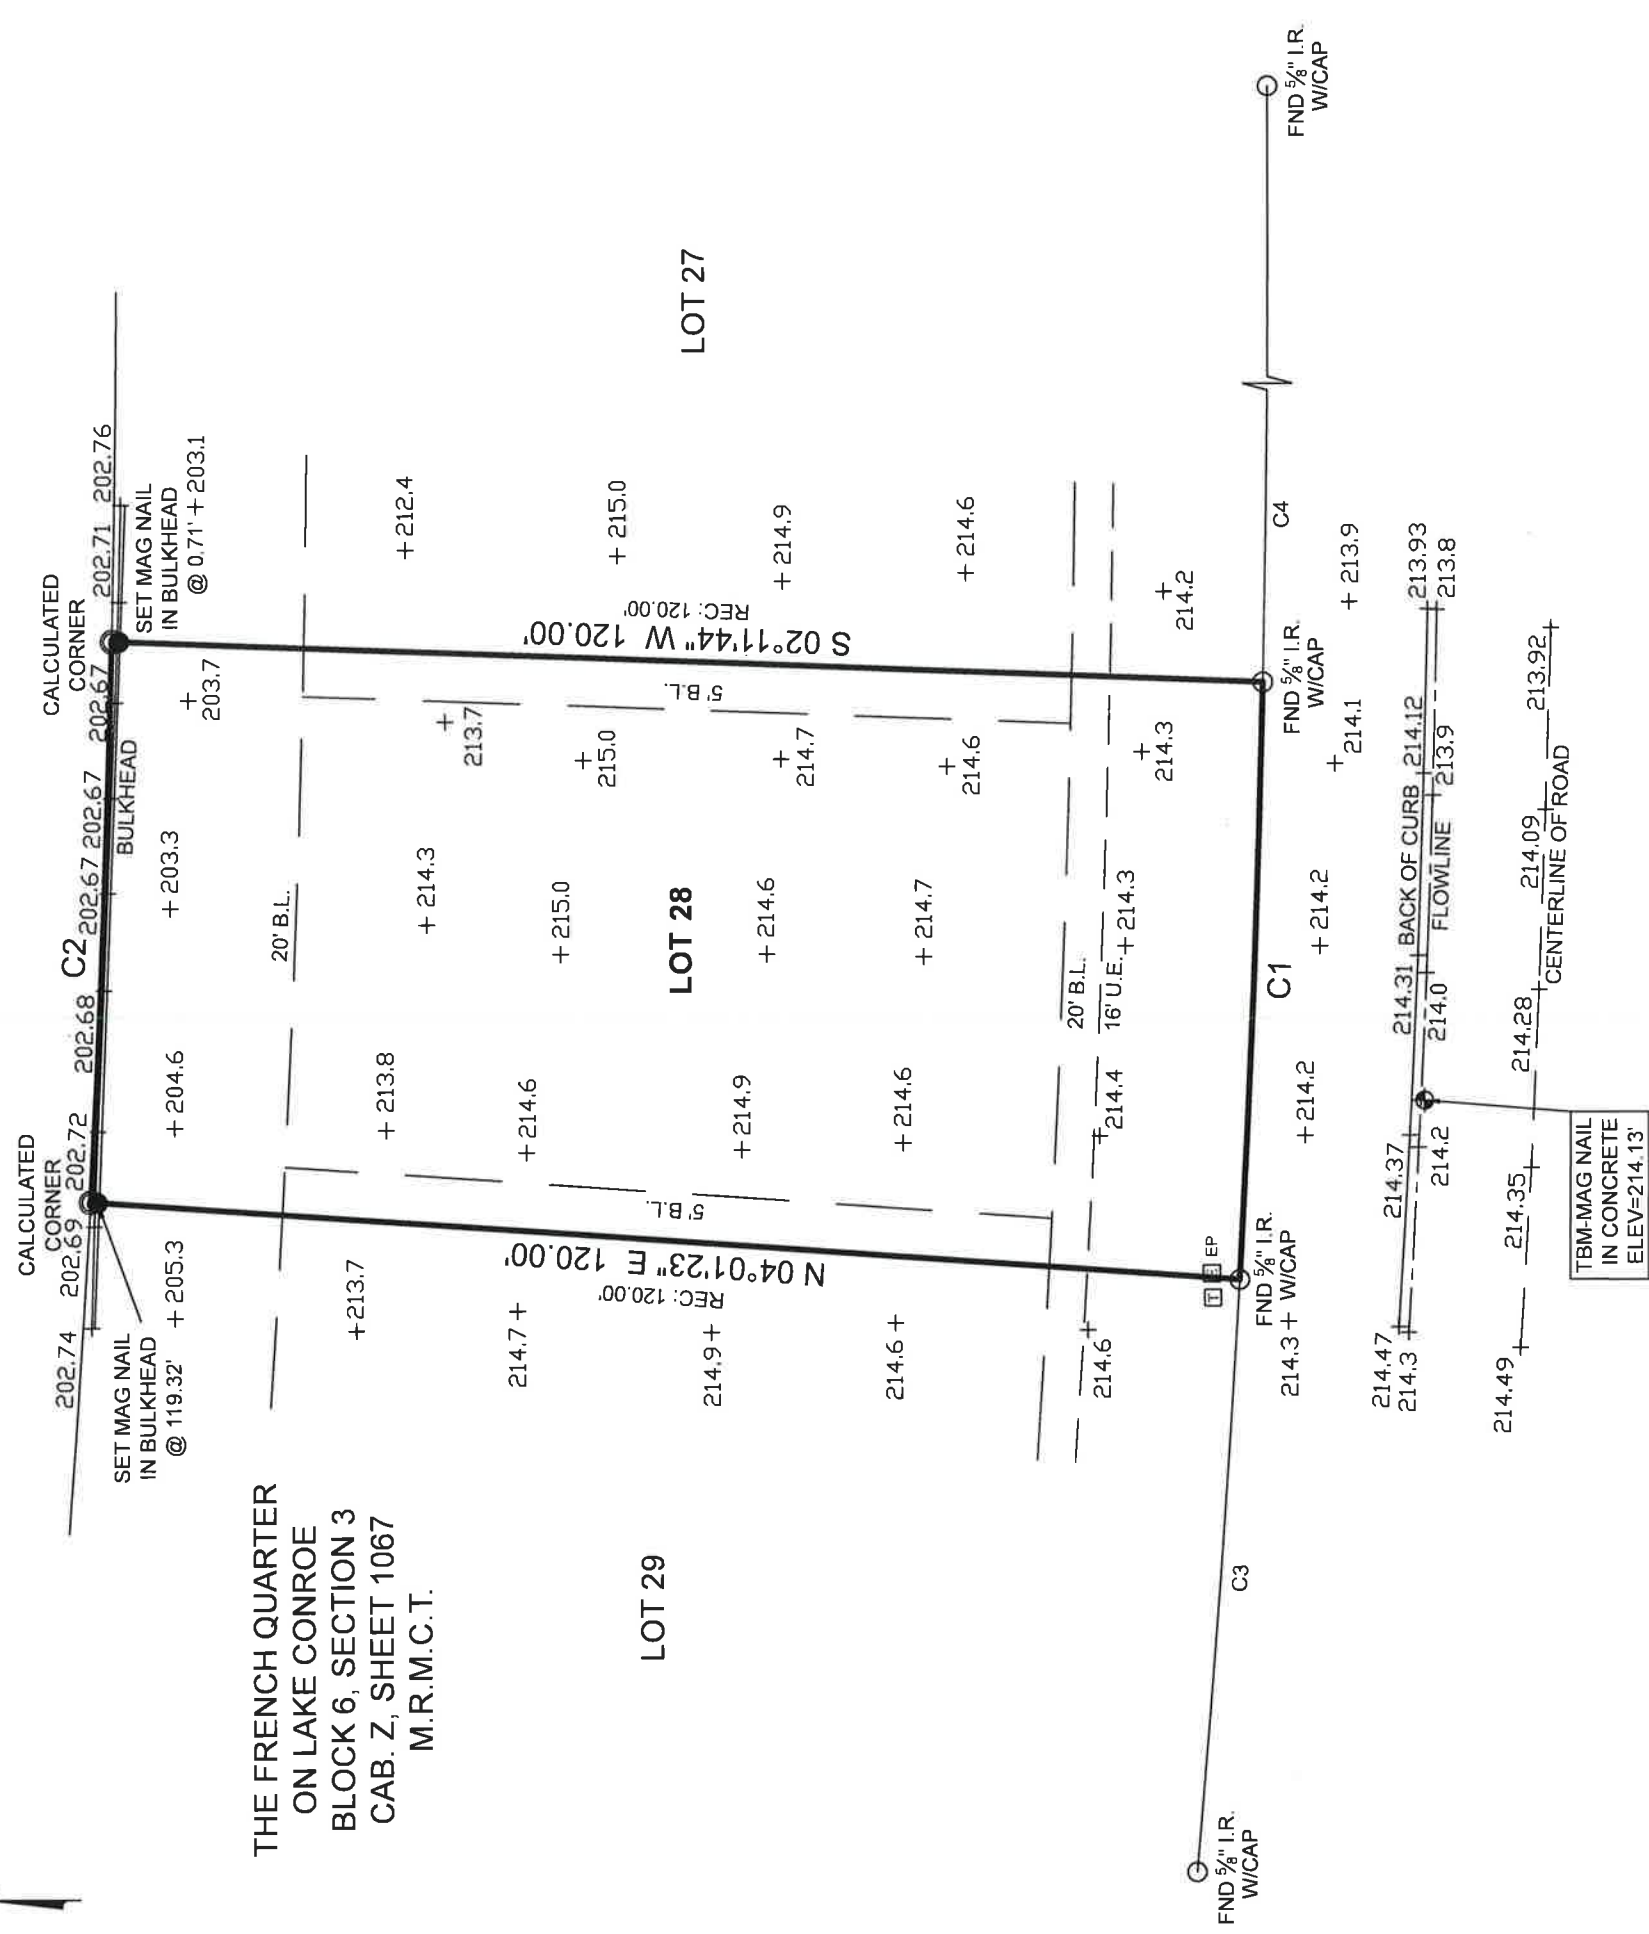 CALCULATED
CORNER
CALCULATED
CORNER
202.74
202.69
202.72
202.68
C2
202.67
202.67
202.67
202.71
202.76
BULKHEAD
SET MAG NAIL
IN BULKHEAD
@ 119.32'
SET MAG NAIL
IN BULKHEAD
@ 0.71'
+ 203.1
+ 205.3
+ 204.6
+ 203.3
+
203.7
20' B.L.
THE FRENCH QUARTER
ON LAKE CONROE
BLOCK 6, SECTION 3
CAB. Z, SHEET 1067
M.R.M.C.T.
+ 213.7
+ 213.8
+ 214.3
+
213.7
+ 212.4
214.7 +
+ 214.6
+ 215.0
+
215.0
+ 215.0
N 04°01'23" E 120.00'
REC: 120.00'
5' B.L.
S 02°11'44" W 120.00'
REC: 120.00'
5' B.L.
LOT 29
LOT 28
LOT 27
214.9 +
+ 214.9
+ 214.6
+
214.7
+ 214.9
214.6 +
+ 214.6
+ 214.7
+
214.6
+ 214.6
20' B.L.
16' U.E.
+
214.6
+
214.4
+ 214.3
+
214.3
+
214.2
T
E
EP
FND 5/8" I.R.
W/CAP
C3
FND 5/8" I.R.
W/CAP
C1
FND 5/8" I.R.
W/CAP
C4
FND 5/8" I.R.
W/CAP
214.3 +
+ 214.2
+ 214.2
+
214.1
+ 213.9
214.47
214.37
214.31
BACK OF CURB
214.12
213.93
214.3
214.2
214.0
FLOWLINE
213.9
213.8
214.49
214.35
214.28
214.09
213.92
CENTERLINE OF ROAD
TBM-MAG NAIL
IN CONCRETE
ELEV=214.13'